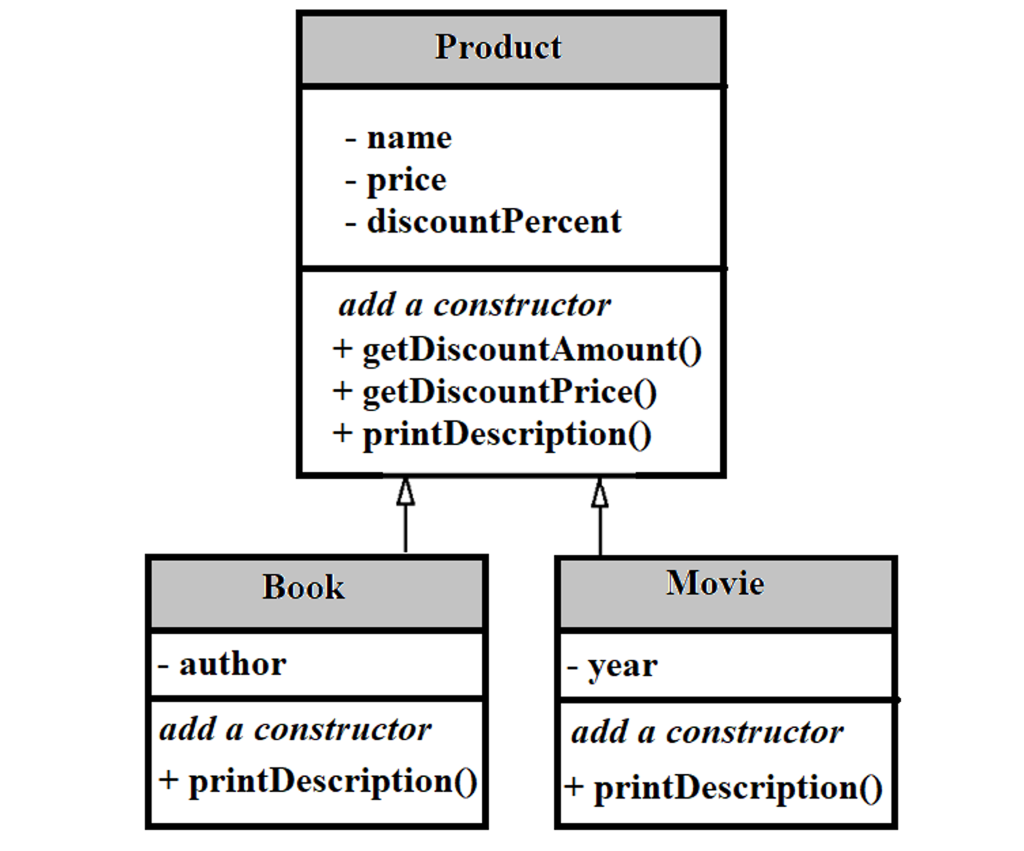 Product
- name
- price
- discountPercent
add a constructor
+ getDiscountAmount()
+ getDiscountPrice()
+ printDescription()
Book
- author
add a constructor
+ printDescription()
Movie
- year
add a constructor
+ printDescription()